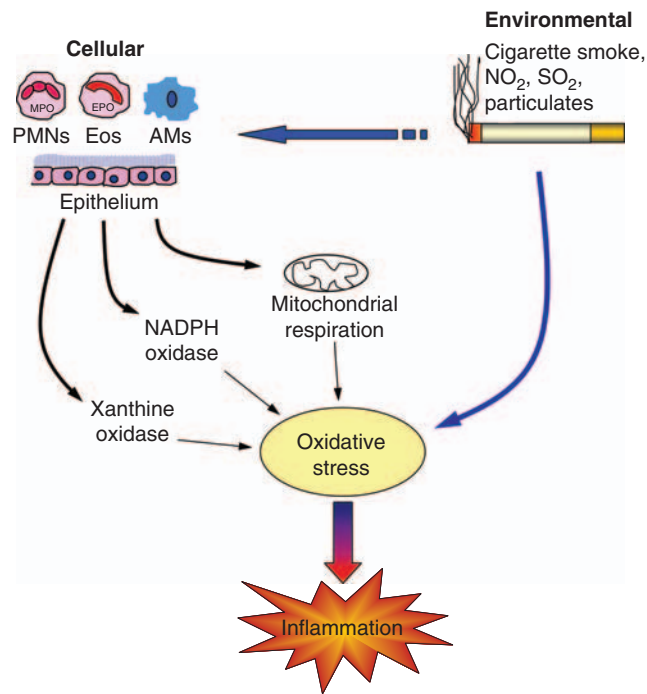 Environmental
Cigarette smoke,
NO₂, SO₂,
particulates
Cellular
MPO EPO
PMNs Eos AMs
Epithelium
Mitochondrial
respiration
NADPH
oxidase
Xanthine
oxidase
Oxidative
stress
Inflammation